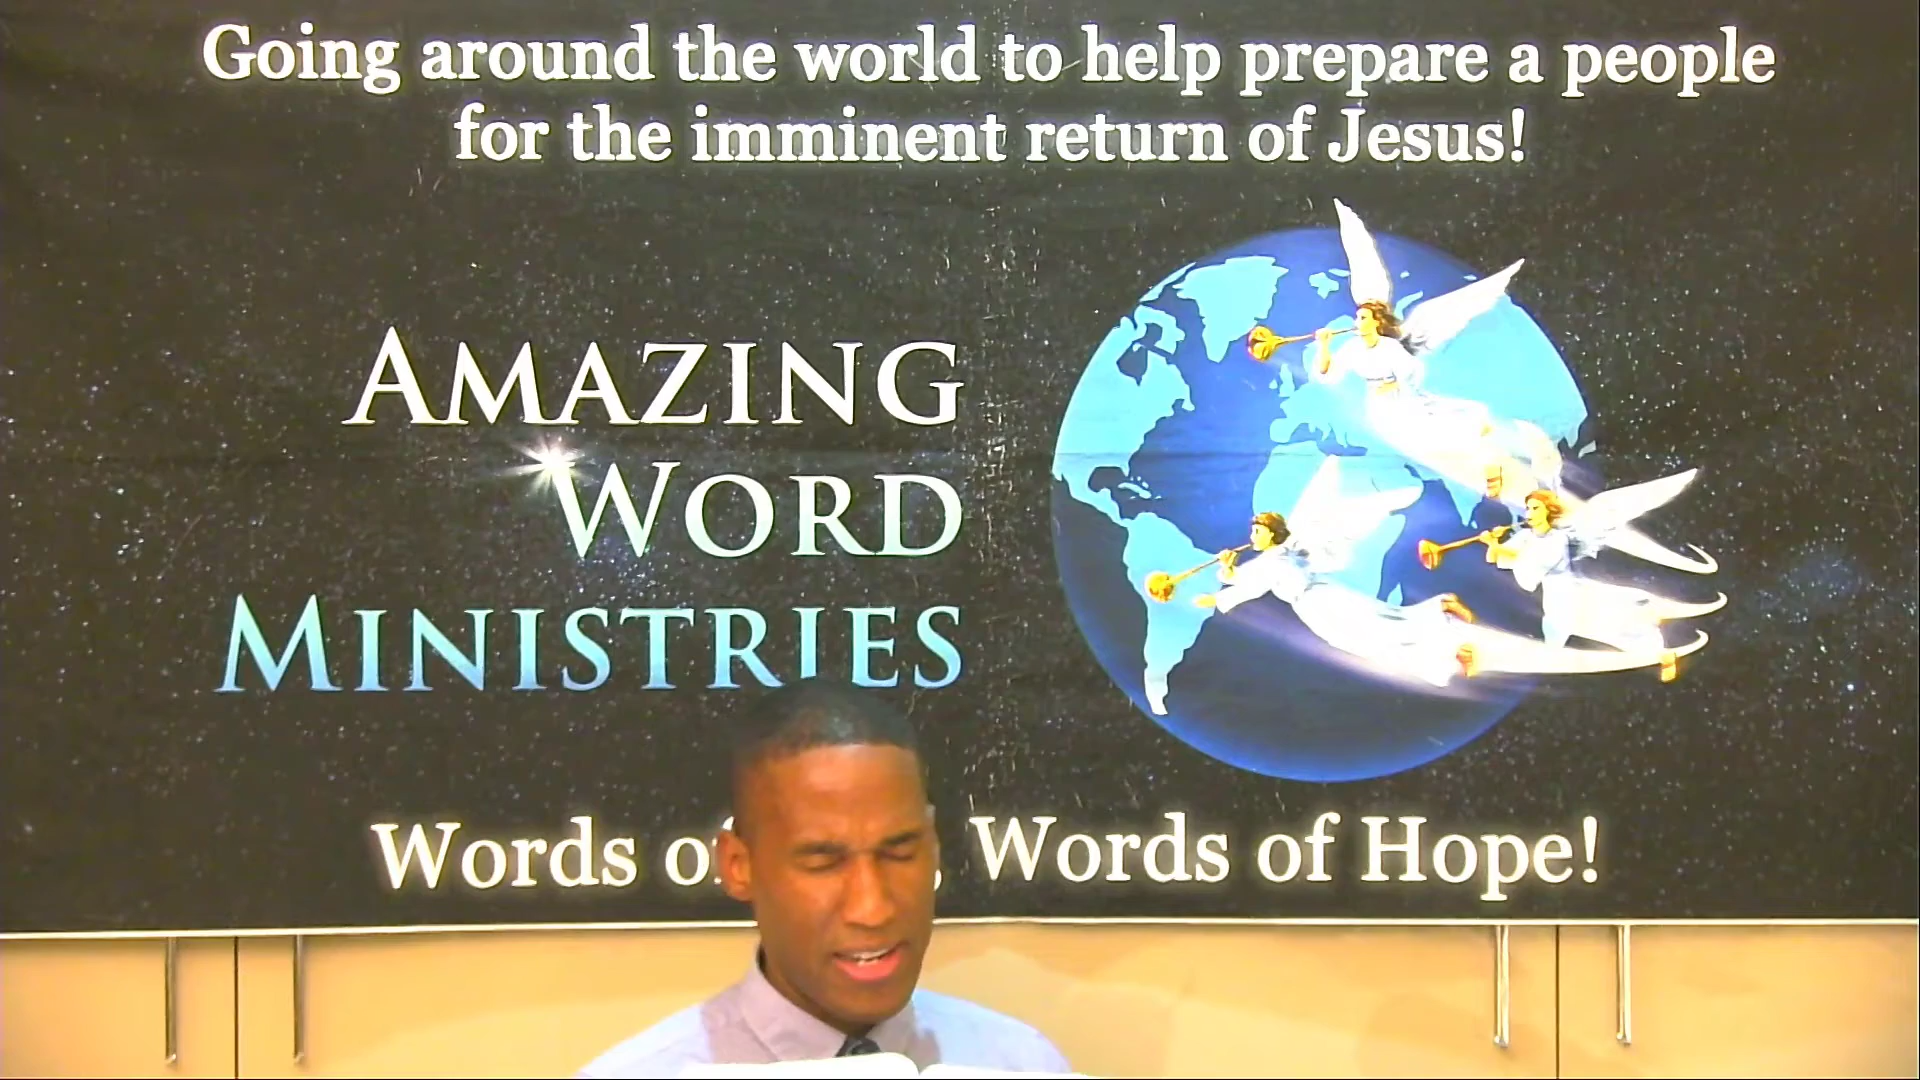 Going around the world to help prepare a people
for the imminent return of Jesus!
AMAZING
WORD
MINISTRIES
Words of , Words of Hope!